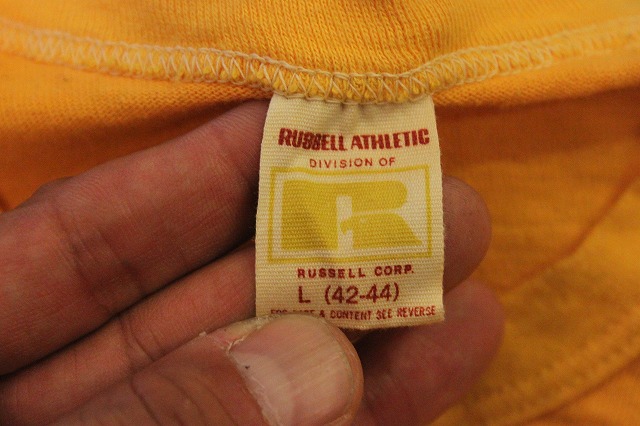 RUSSELL ATHLETIC
DIVISION OF
R
RUSSELL CORP.
L (42-44)
FOR CARE & CONTENT SEE REVERSE